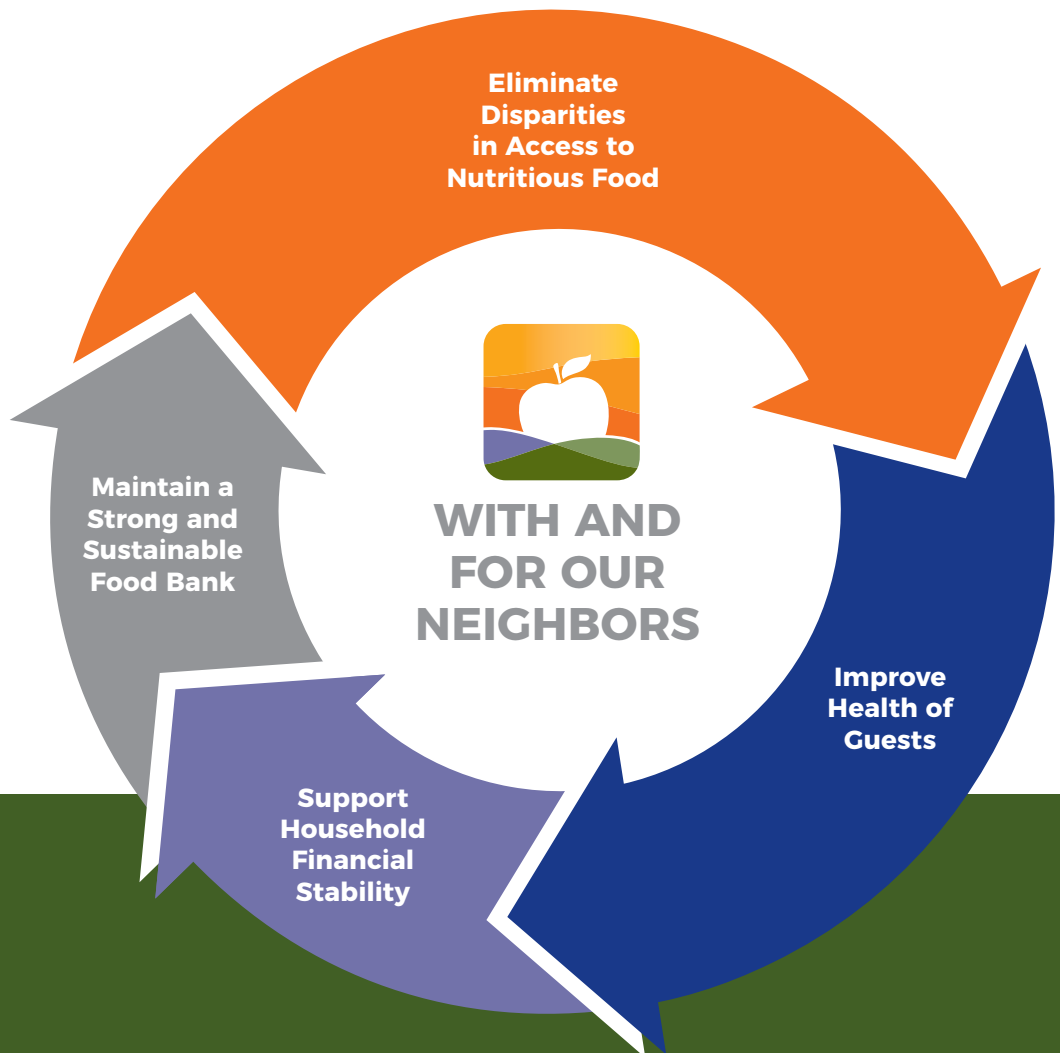 Eliminate
Disparities
in Access to
Nutritious Food
Maintain a
Strong and
Sustainable
Food Bank
WITH AND
FOR OUR
NEIGHBORS
Improve
Health of
Guests
Support
Household
Financial
Stability